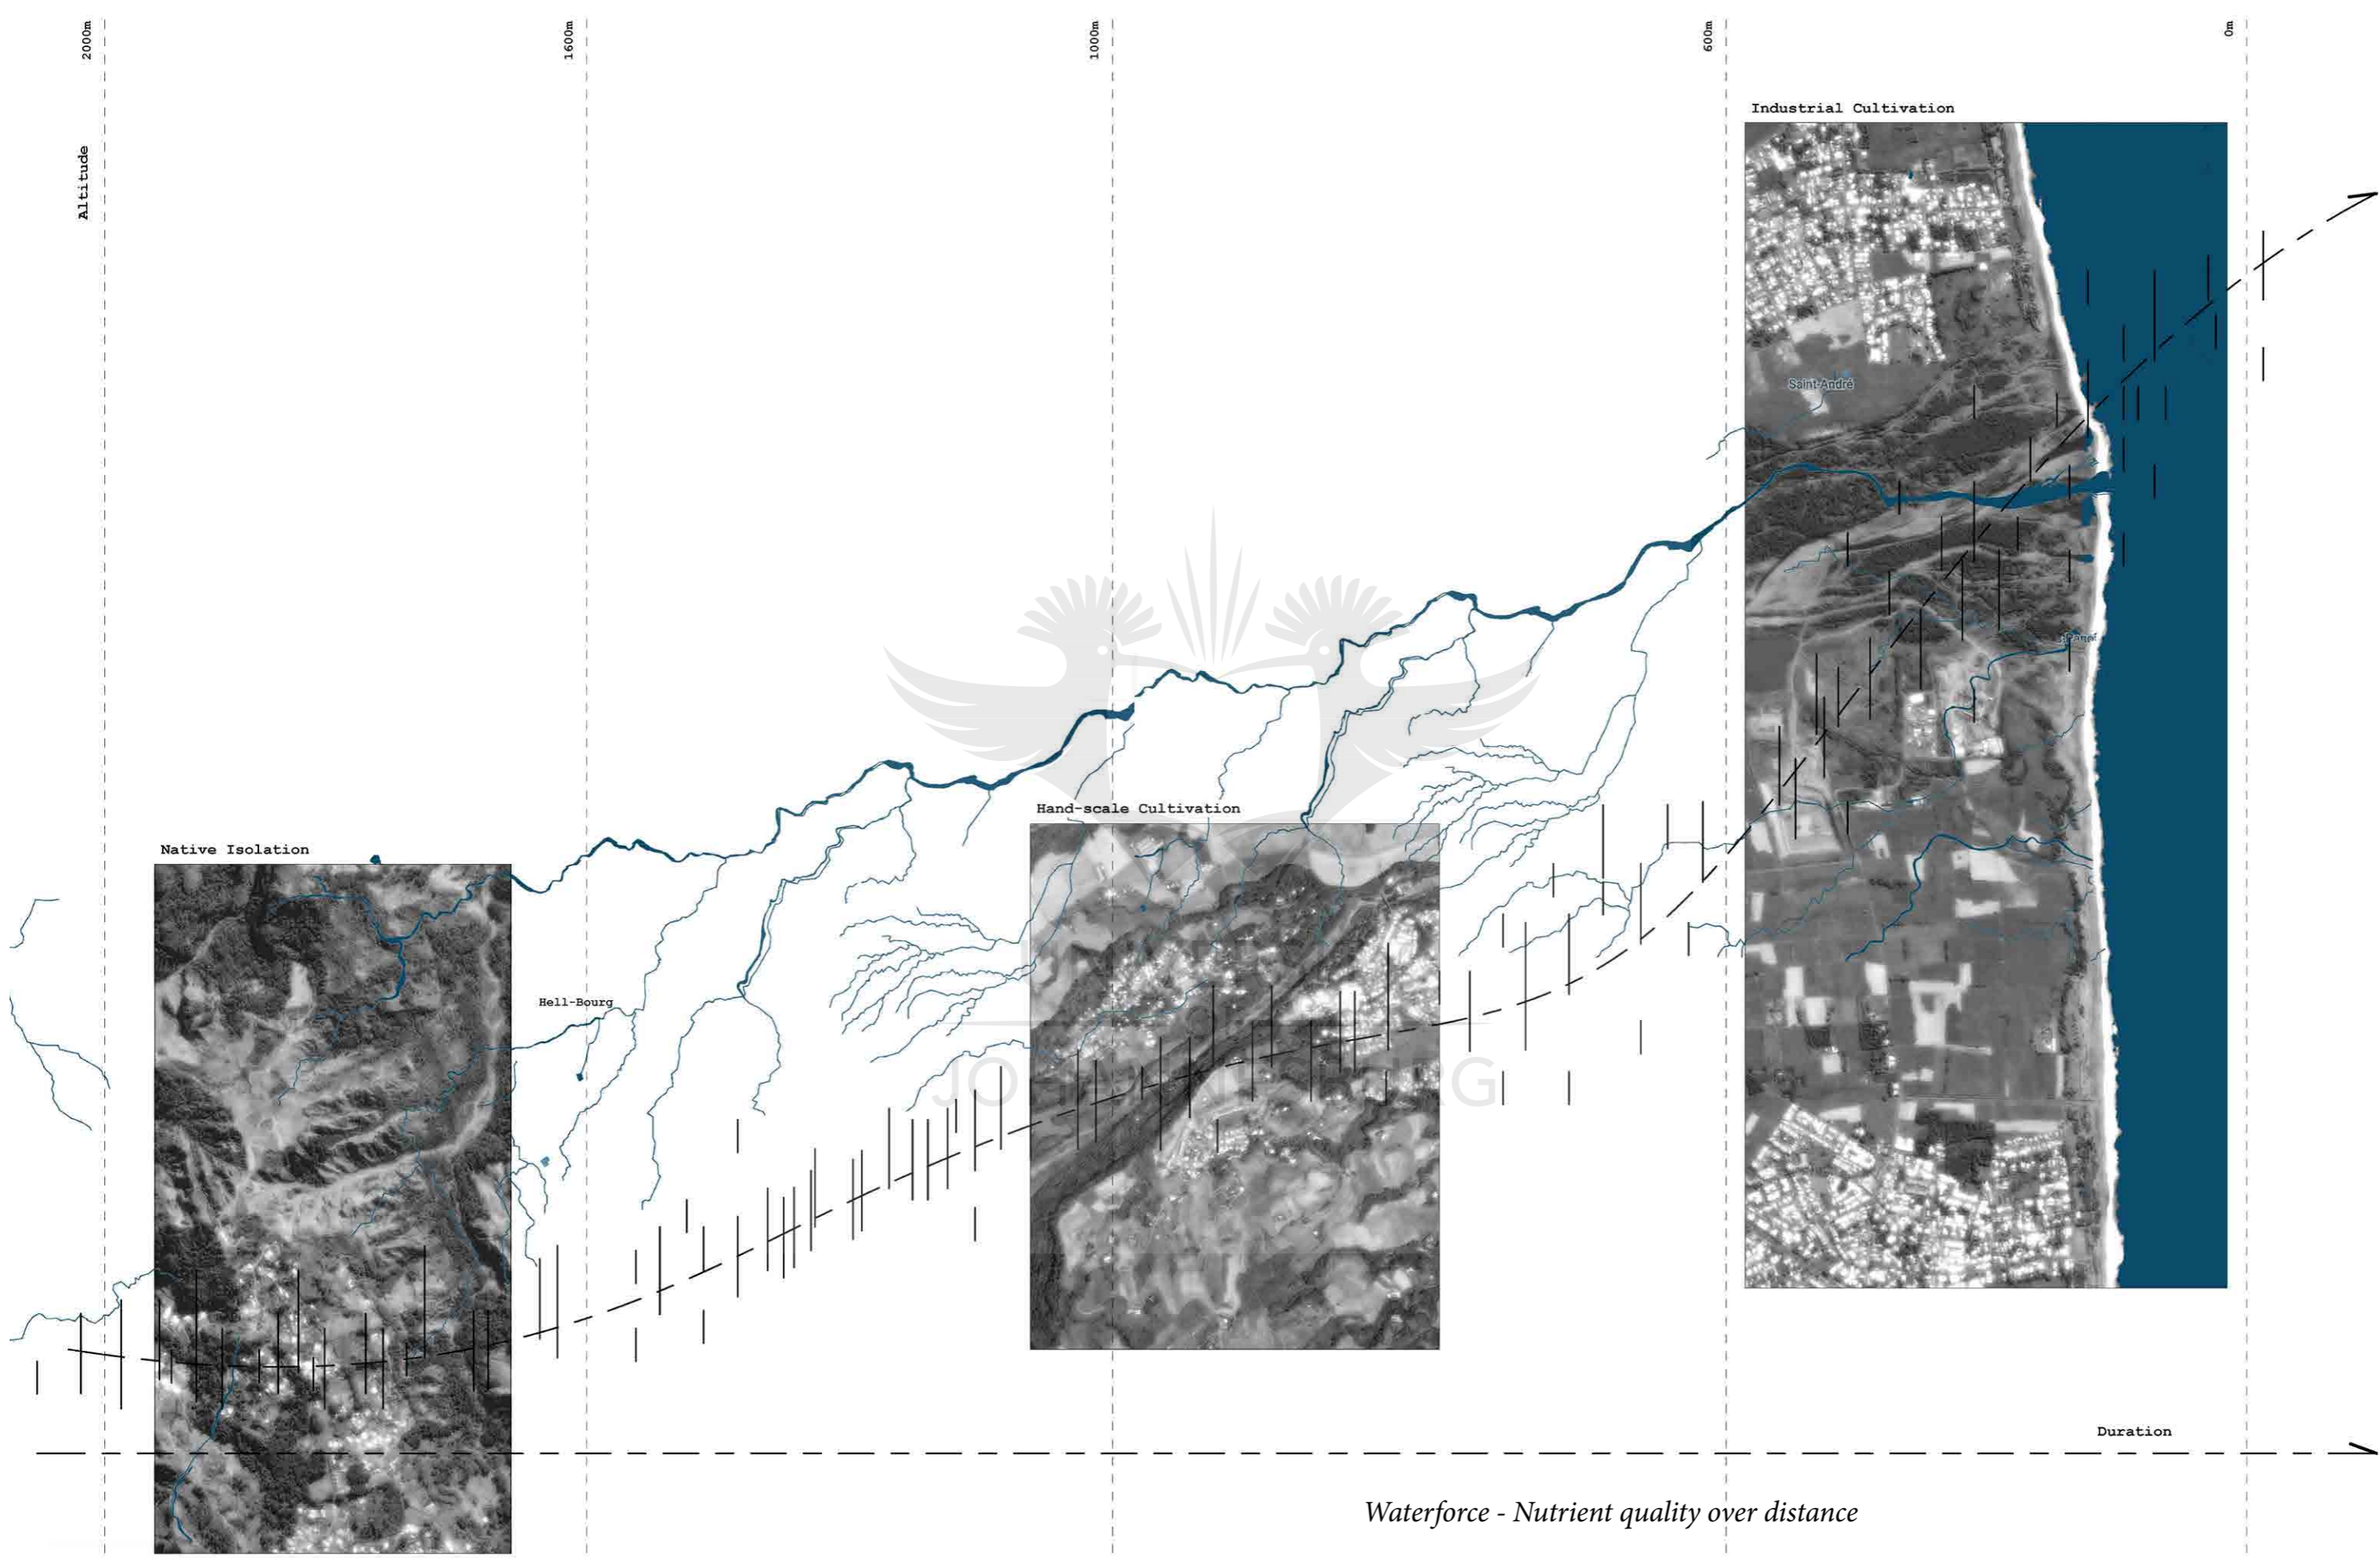 2000m
1600m
1000m
600m
0m
Altitude
Industrial Cultivation
Saint-André
Hand-scale Cultivation
Native Isolation
Hell-Bourg
JOHANNESBURG
Duration
Waterforce - Nutrient quality over distance